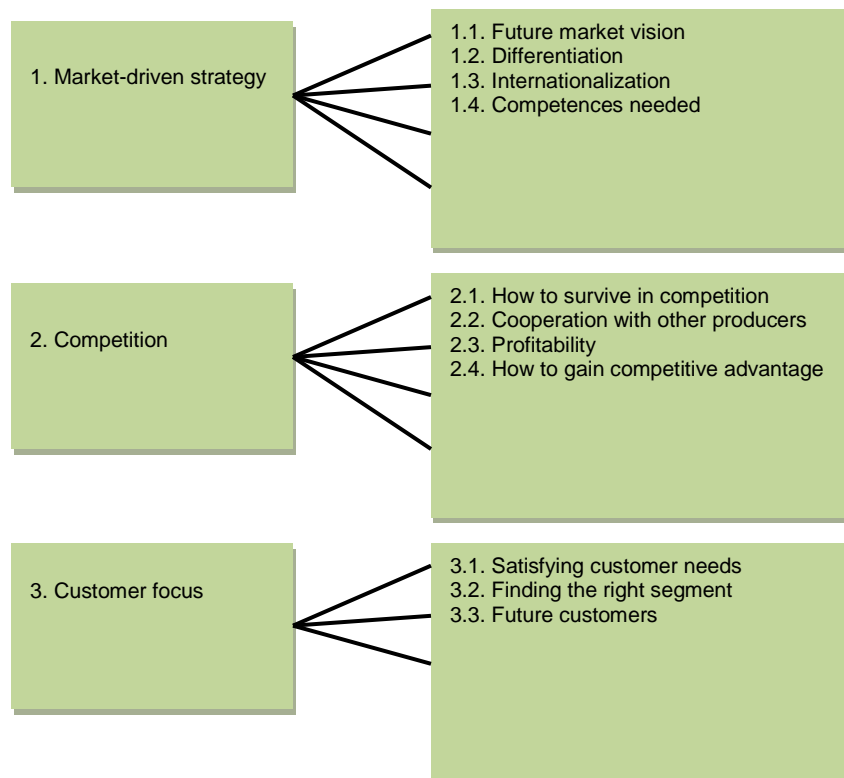 1. Market-driven strategy
1.1. Future market vision
1.2. Differentiation
1.3. Internationalization
1.4. Competences needed
2. Competition
2.1. How to survive in competition
2.2. Cooperation with other producers
2.3. Profitability
2.4. How to gain competitive advantage
3. Customer focus
3.1. Satisfying customer needs
3.2. Finding the right segment
3.3. Future customers